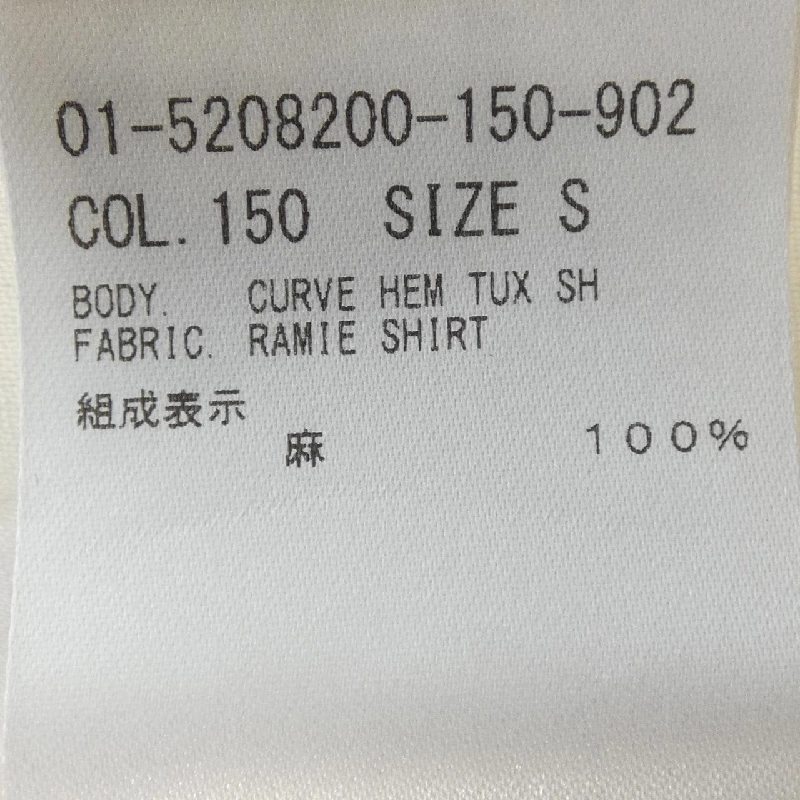 01-5208200-150-902
COL. 150 SIZE S
BODY. CURVE HEM TUX SH
FABRIC. RAMIE SHIRT
組成表示
麻 100%